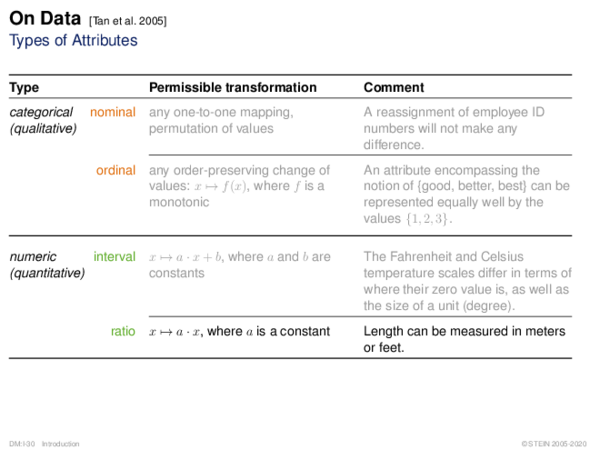 On Data [Tan et al. 2005]
Types of Attributes
Type Permissible transformation Comment
categorical nominal any one-to-one mapping, A reassignment of employee ID
(qualitative) permutation of values numbers will not make any
difference.
ordinal any order-preserving change of An attribute encompassing the
values: x ↦ f(x), where f is a notion of {good, better, best} can be
monotonic represented equally well by the
values {1, 2, 3}.
numeric interval x ↦ a · x + b, where a and b are The Fahrenheit and Celsius
(quantitative) constants temperature scales differ in terms of
where their zero value is, as well as
the size of a unit (degree).
ratio x ↦ a · x, where a is a constant Length can be measured in meters
or feet.
DM:I-30 Introduction © STEIN 2005-2020